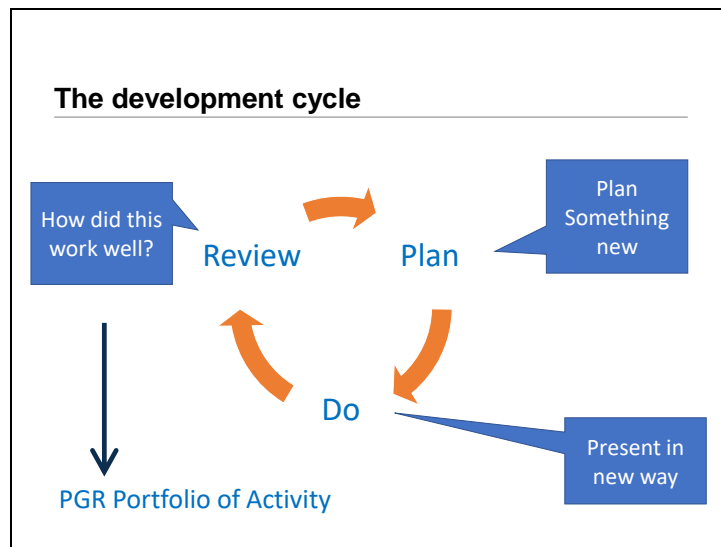 The development cycle
How did this
work well?
Review
Plan
Plan
Something
new
Do
Present in
new way
PGR Portfolio of Activity